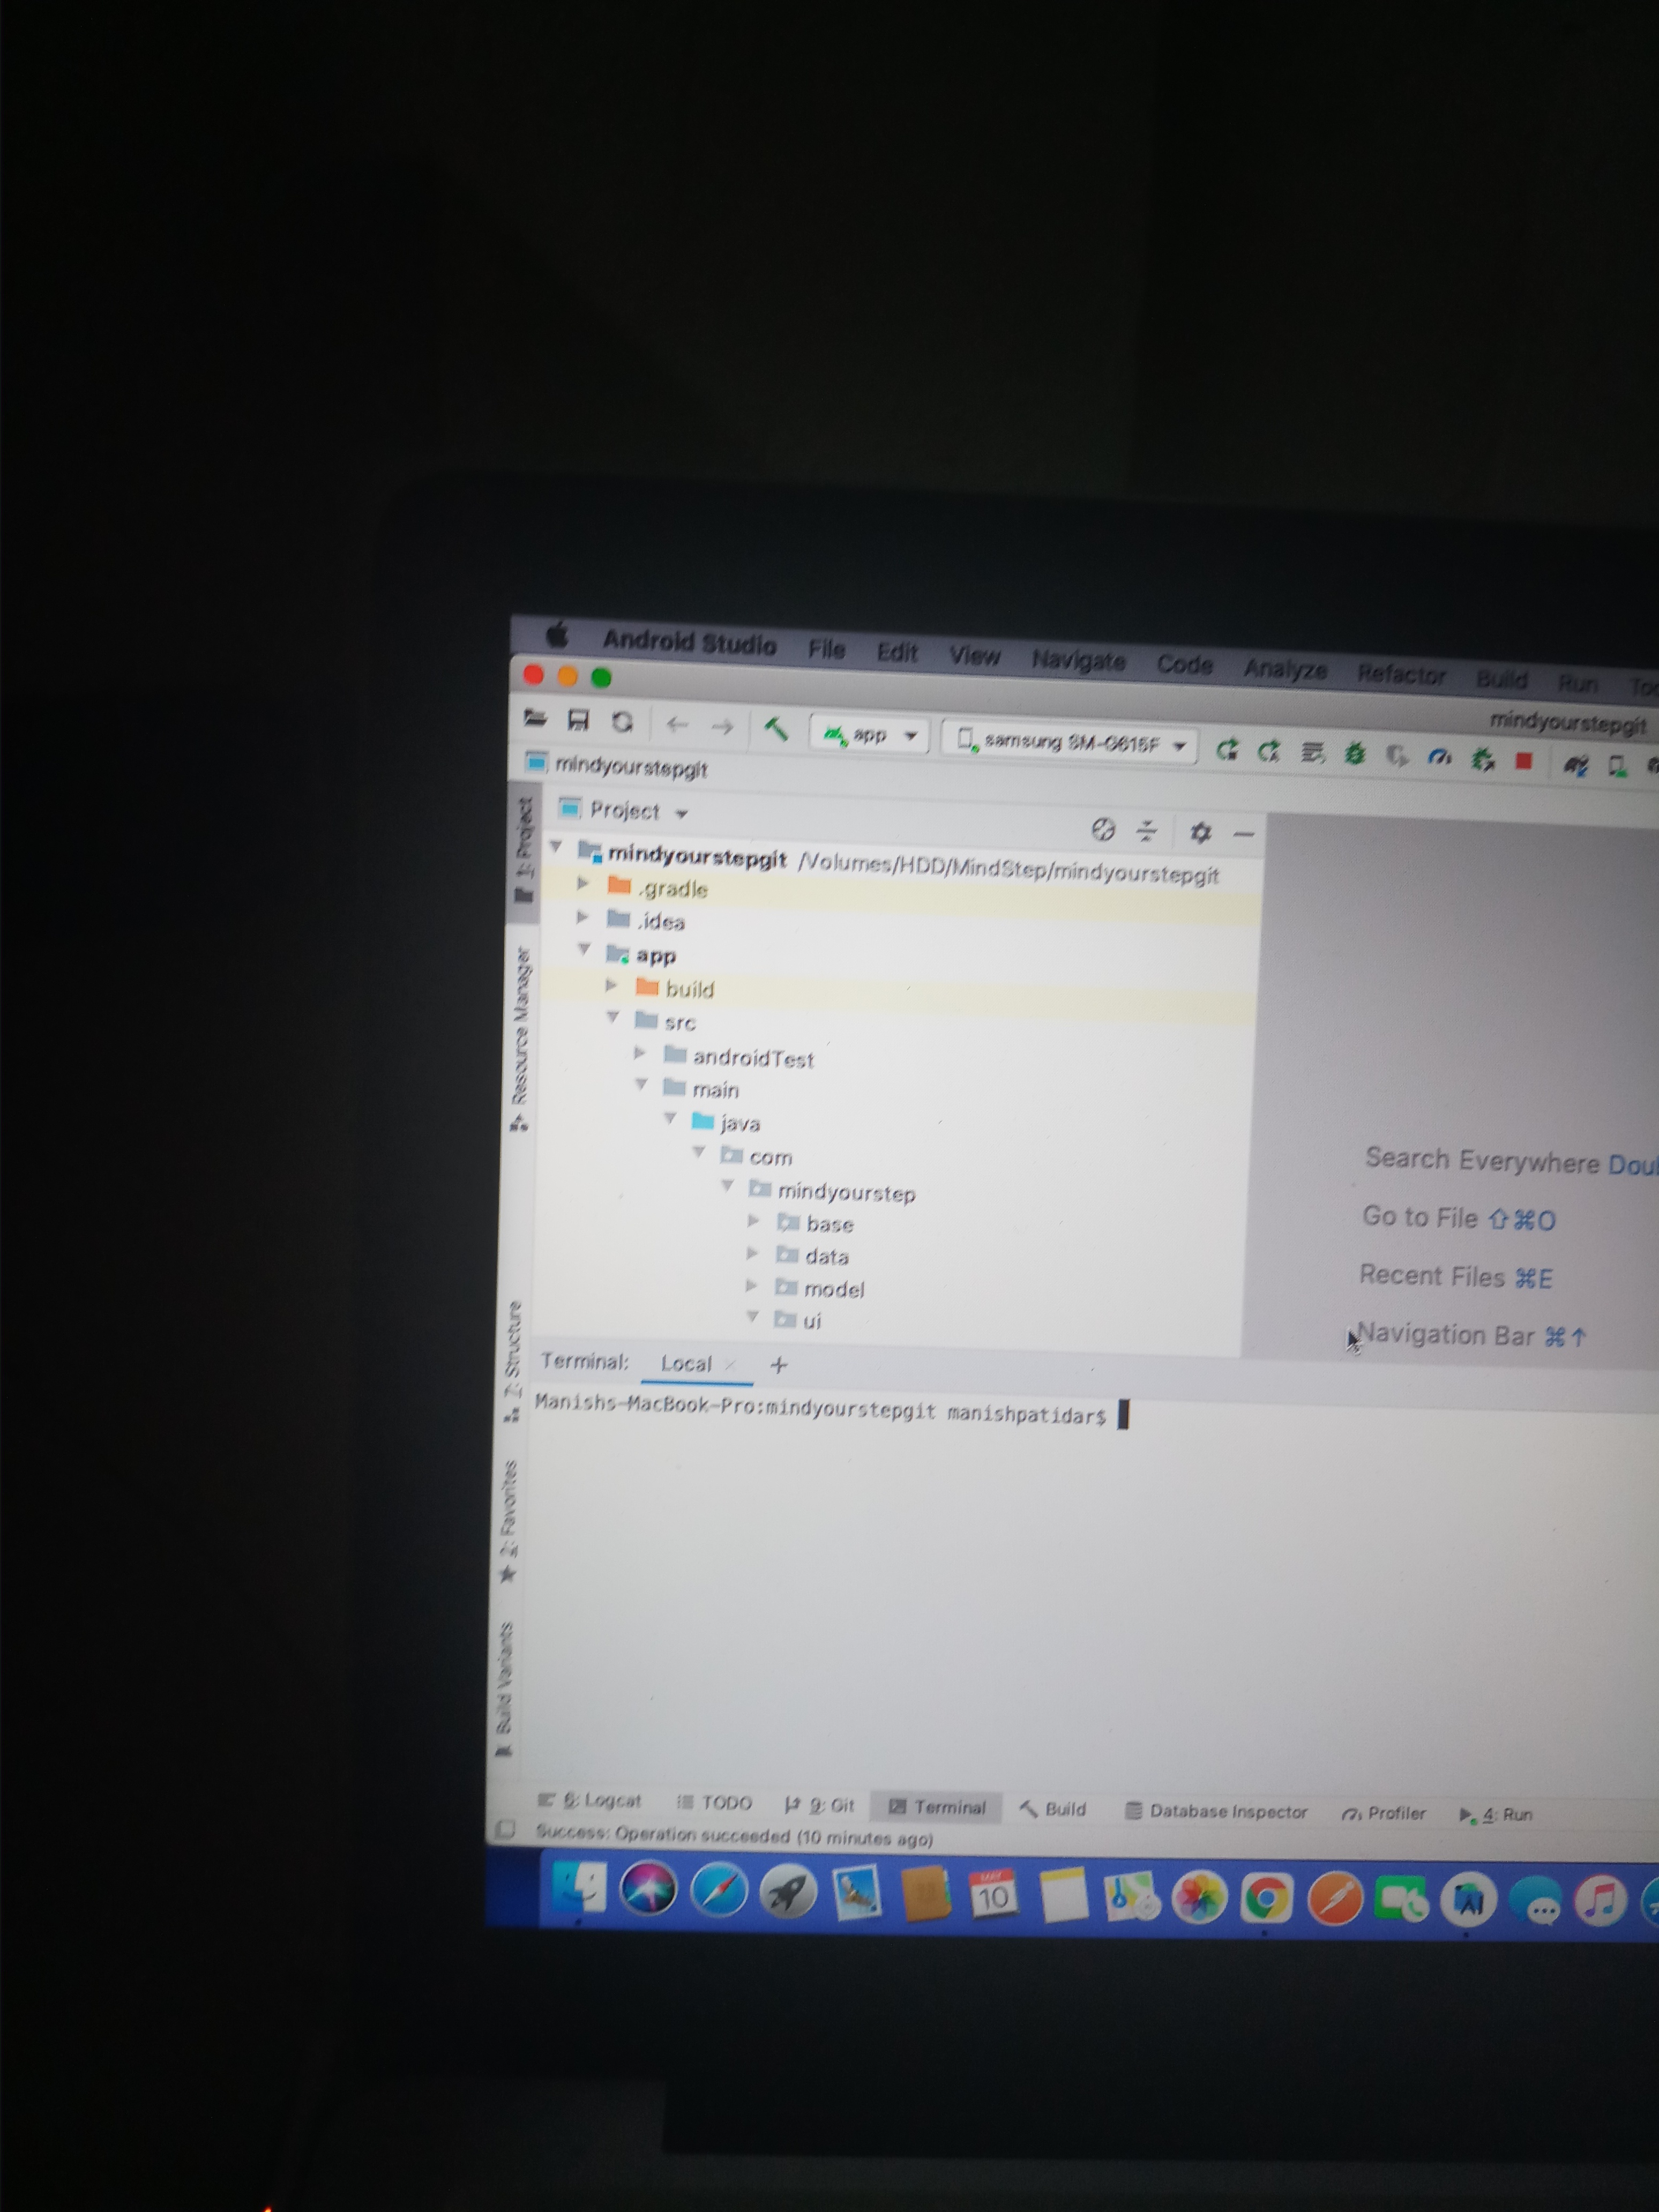 Android Studio File Edit View Navigate Code Analyze Refactor Build Run
mindyourstepgit
app samsung SM-G615F
mindyourstepgit
Project
mindyourstepgit /Volumes/HDD/MindStep/mindyourstepgit
.gradle
.idea
app
build
src
androidTest
main
java
com
mindyourstep
base
data
model
ui
1: Project
Resource Manager
7: Structure
2: Favorites
Build Variants
Search Everywhere
Go to File ⇧⌘O
Recent Files ⌘E
Navigation Bar ⌘↑
Terminal: Local × +
Manishs-MacBook-Pro:mindyourstepgit manishpatidar$
6: Logcat TODO 9: Git Terminal Build Database Inspector Profiler 4: Run
Success: Operation succeeded (10 minutes ago)
MAY
10